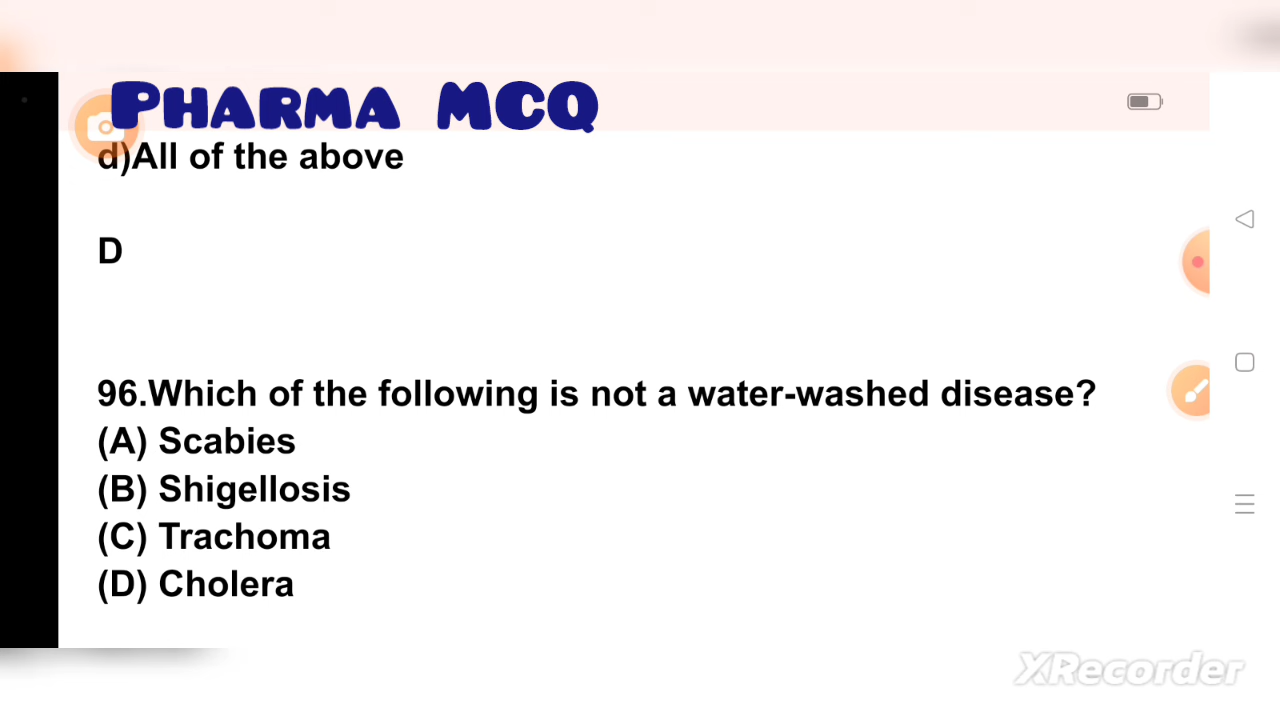 PHARMA MCQ
d)All of the above
D
96.Which of the following is not a water-washed disease?
(A) Scabies
(B) Shigellosis
(C) Trachoma
(D) Cholera
XRecorder